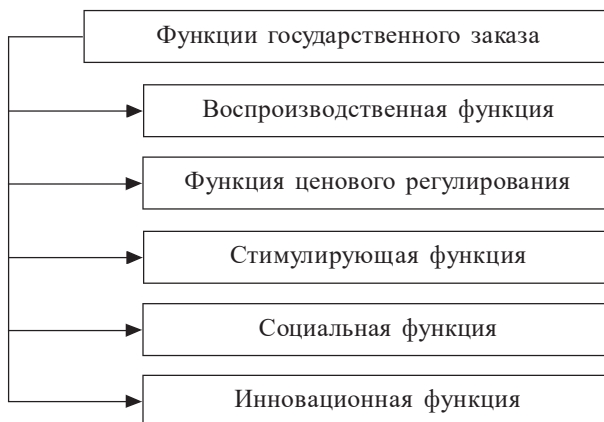 Функции государственного заказа
Воспроизводственная функция
Функция ценового регулирования
Стимулирующая функция
Социальная функция
Инновационная функция